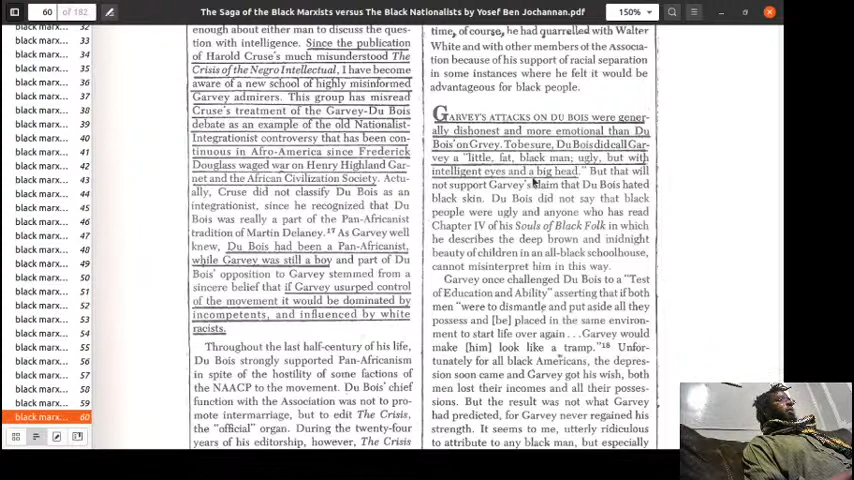 60 of 182
The Saga of the Black Marxists versus The Black Nationalists by Yosef Ben Jochannan.pdf
150%
black marx... 32
black marx... 33
black marx... 34
black marx... 35
black marx... 36
black marx... 37
black marx... 38
black marx... 39
black marx... 40
black marx... 41
black marx... 42
black marx... 43
black marx... 44
black marx... 45
black marx... 46
black marx... 47
black marx... 48
black marx... 49
black marx... 50
black marx... 51
black marx... 52
black marx... 53
black marx... 54
black marx... 55
black marx... 56
black marx... 57
black marx... 58
black marx... 59
black marx... 60
enough about either man to discuss the ques-
tion with intelligence. Since the publication
of Harold Cruse's much misunderstood The
Crisis of the Negro Intellectual, I have become
aware of a new school of highly misinformed
Garvey admirers. This group has misread
Cruse's treatment of the Garvey-Du Bois
debate as an example of the old Nationalist-
Integrationist controversy that has been con-
tinuous in Afro-America since Frederick
Douglass waged war on Henry Highland Gar-
net and the African Civilization Society. Actu-
ally, Cruse did not classify Du Bois as an
integrationist, since he recognized that Du
Bois was really a part of the Pan-Africanist
tradition of Martin Delaney.17 As Garvey well
knew, Du Bois had been a Pan-Africanist,
while Garvey was still a boy and part of Du
Bois' opposition to Garvey stemmed from a
sincere belief that if Garvey usurped control
of the movement it would be dominated by
incompetents, and influenced by white
racists.
Throughout the last half-century of his life,
Du Bois strongly supported Pan-Africanism
in spite of the hostility of some factions of
the NAACP to the movement. Du Bois' chief
function with the Association was not to pro-
mote intermarriage, but to edit The Crisis,
the "official" organ. During the twenty-four
years of his editorship, however, The Crisis
time, of course, he had quarrelled with Walter
White and with other members of the Associa-
tion because of his support of racial separation
in some instances where he felt it would be
advantageous for black people.
GARVEY'S ATTACKS ON DU BOIS were gener-
ally dishonest and more emotional than Du
Bois' on Grvey. To be sure, Du Bois did call Gar-
vey a "little, fat, black man; ugly, but with
intelligent eyes and a big head." But that will
not support Garvey's claim that Du Bois hated
black skin. Du Bois did not say that black
people were ugly and anyone who has read
Chapter IV of his Souls of Black Folk in which
he describes the deep brown and midnight
beauty of children in an all-black schoolhouse,
cannot misinterpret him in this way.
Garvey once challenged Du Bois to a "Test
of Education and Ability" asserting that if both
men "were to dismantle and put aside all they
possess and [be] placed in the same environ-
ment to start life over again . . . Garvey would
make [him] look like a tramp."18 Unfor-
tunately for all black Americans, the depres-
sion soon came and Garvey got his wish, both
men lost their incomes and all their posses-
sions. But the result was not what Garvey
had predicted, for Garvey never regained his
strength. It seems to me, utterly ridiculous
to attribute to any black man, but especially